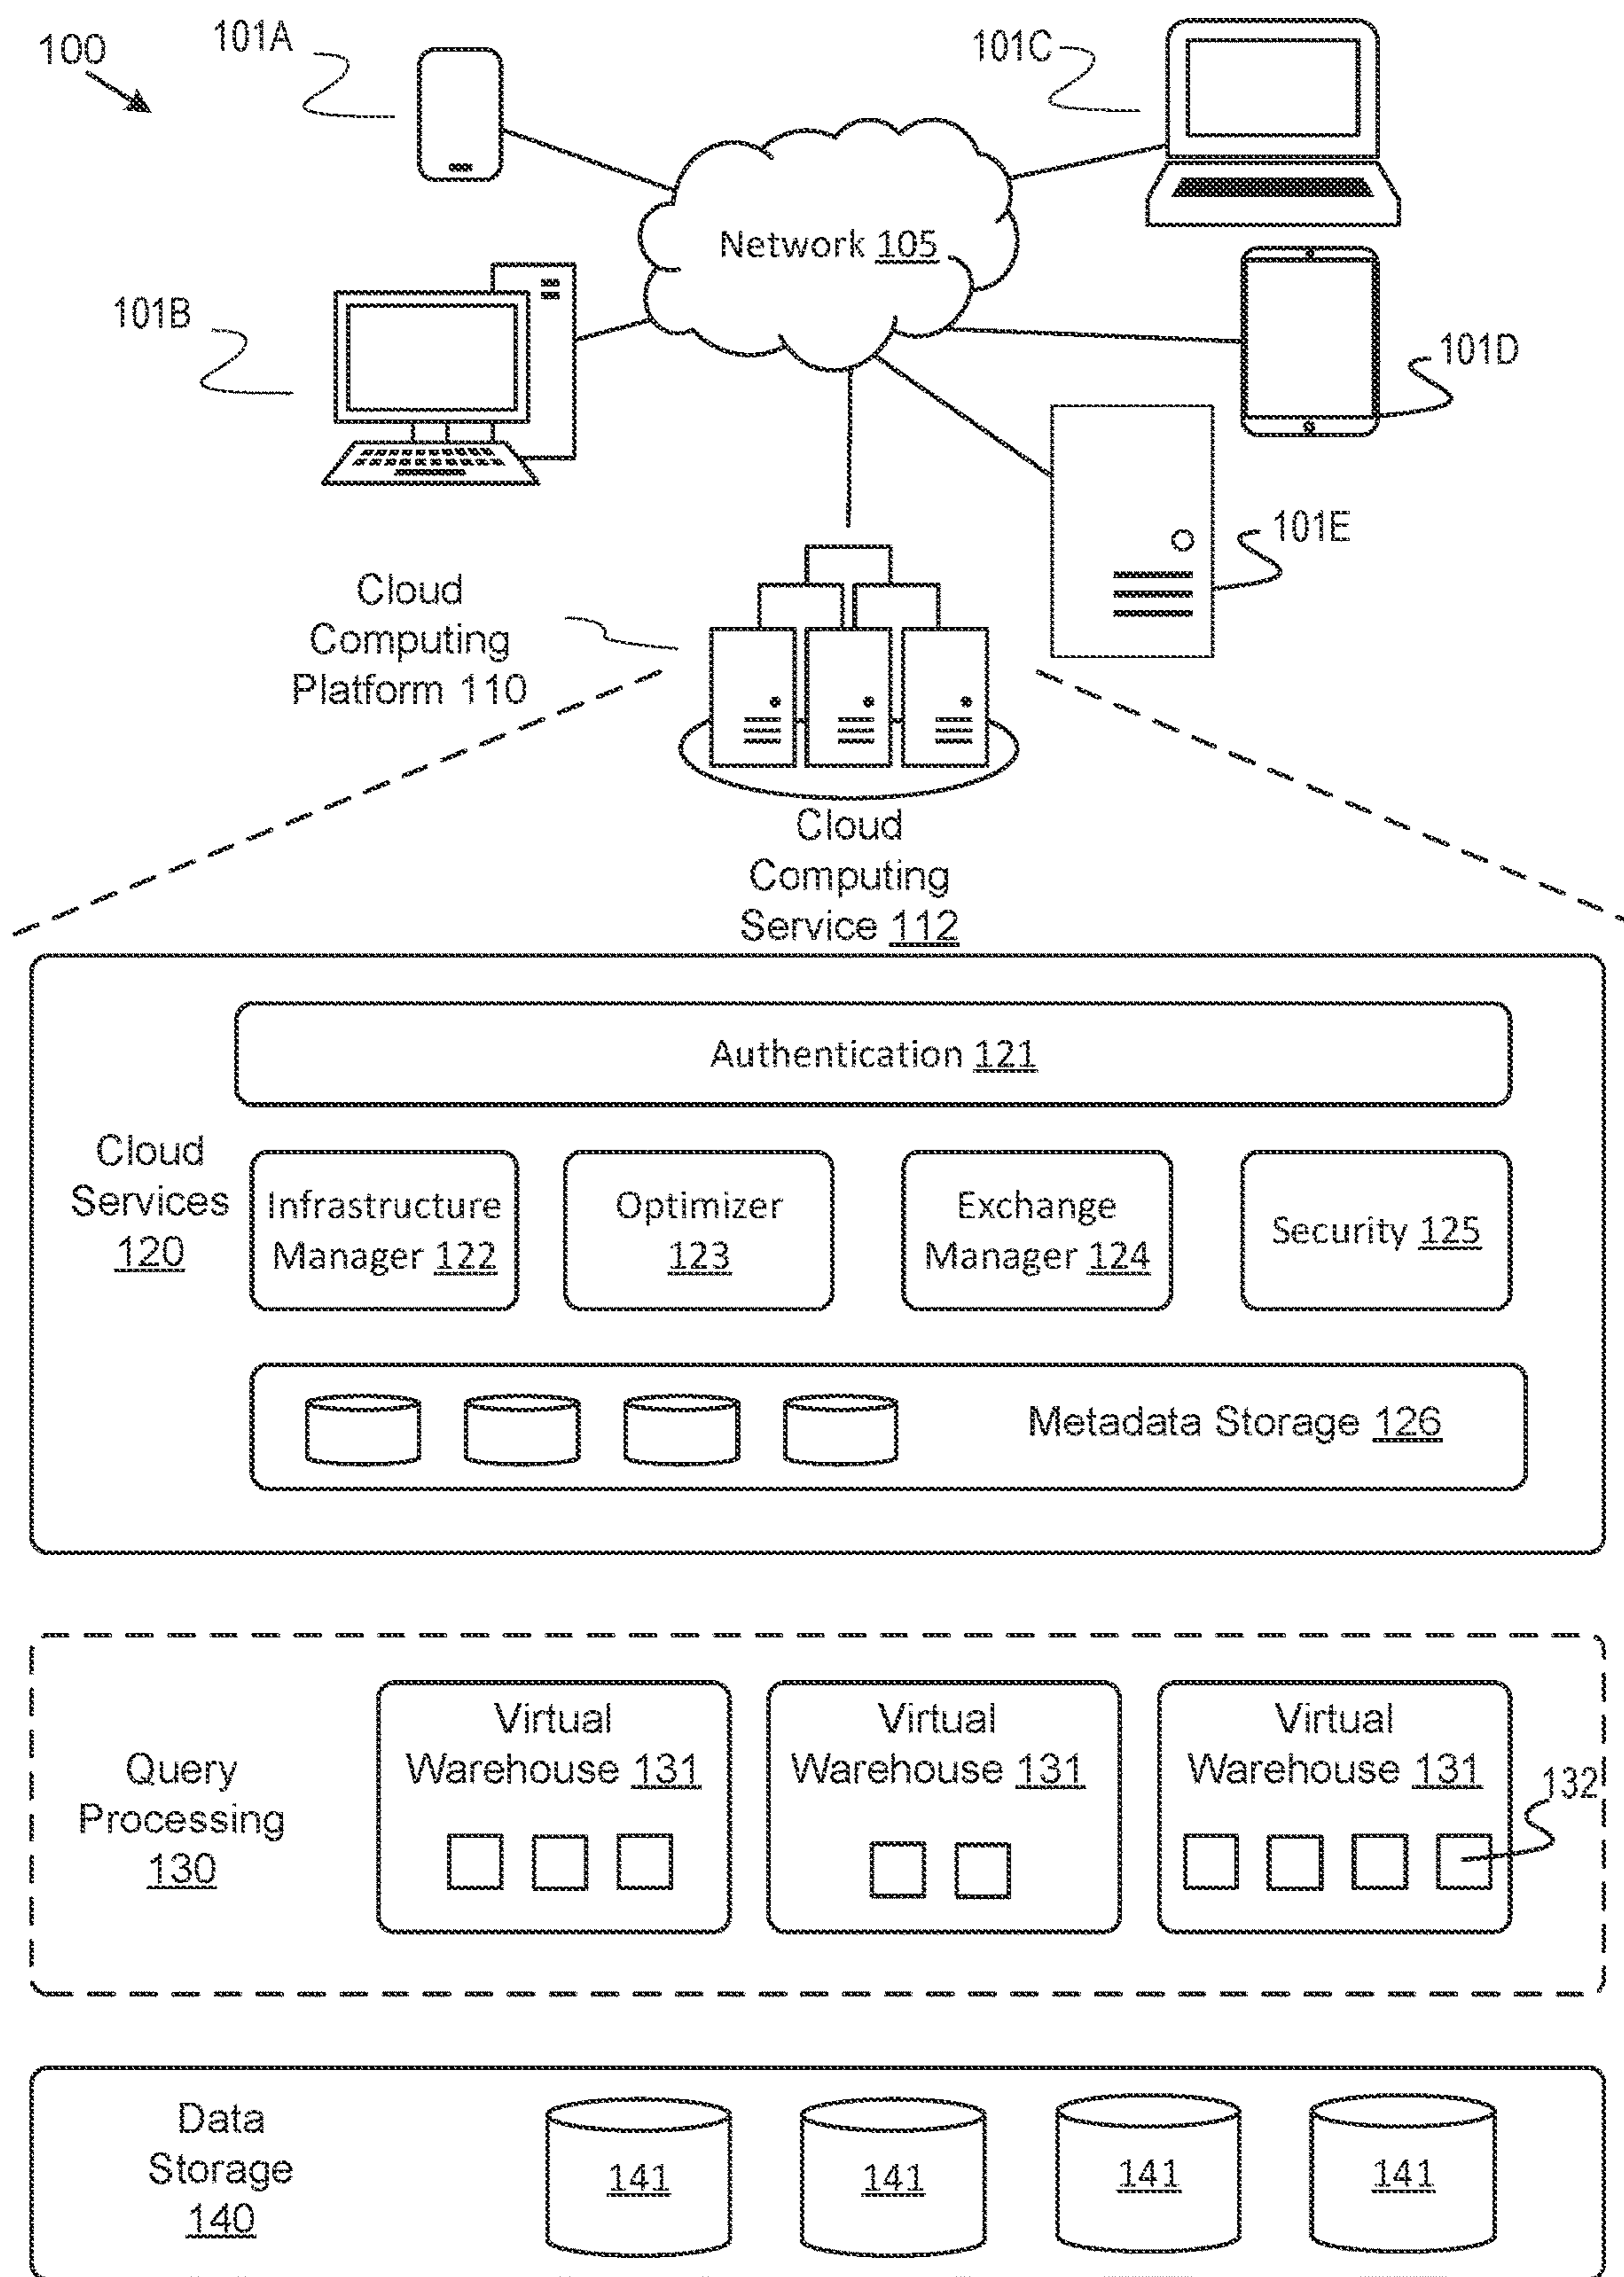 100
101A
101C
Network 105
101B
101D
101E
Cloud
Computing
Platform 110
Cloud
Computing
Service 112
Authentication 121
Cloud
Services
120
Infrastructure
Manager 122
Optimizer
123
Exchange
Manager 124
Security 125
Metadata Storage 126
Query
Processing
130
Virtual
Warehouse 131
Virtual
Warehouse 131
Virtual
Warehouse 131
132
Data
Storage
140
141
141
141
141